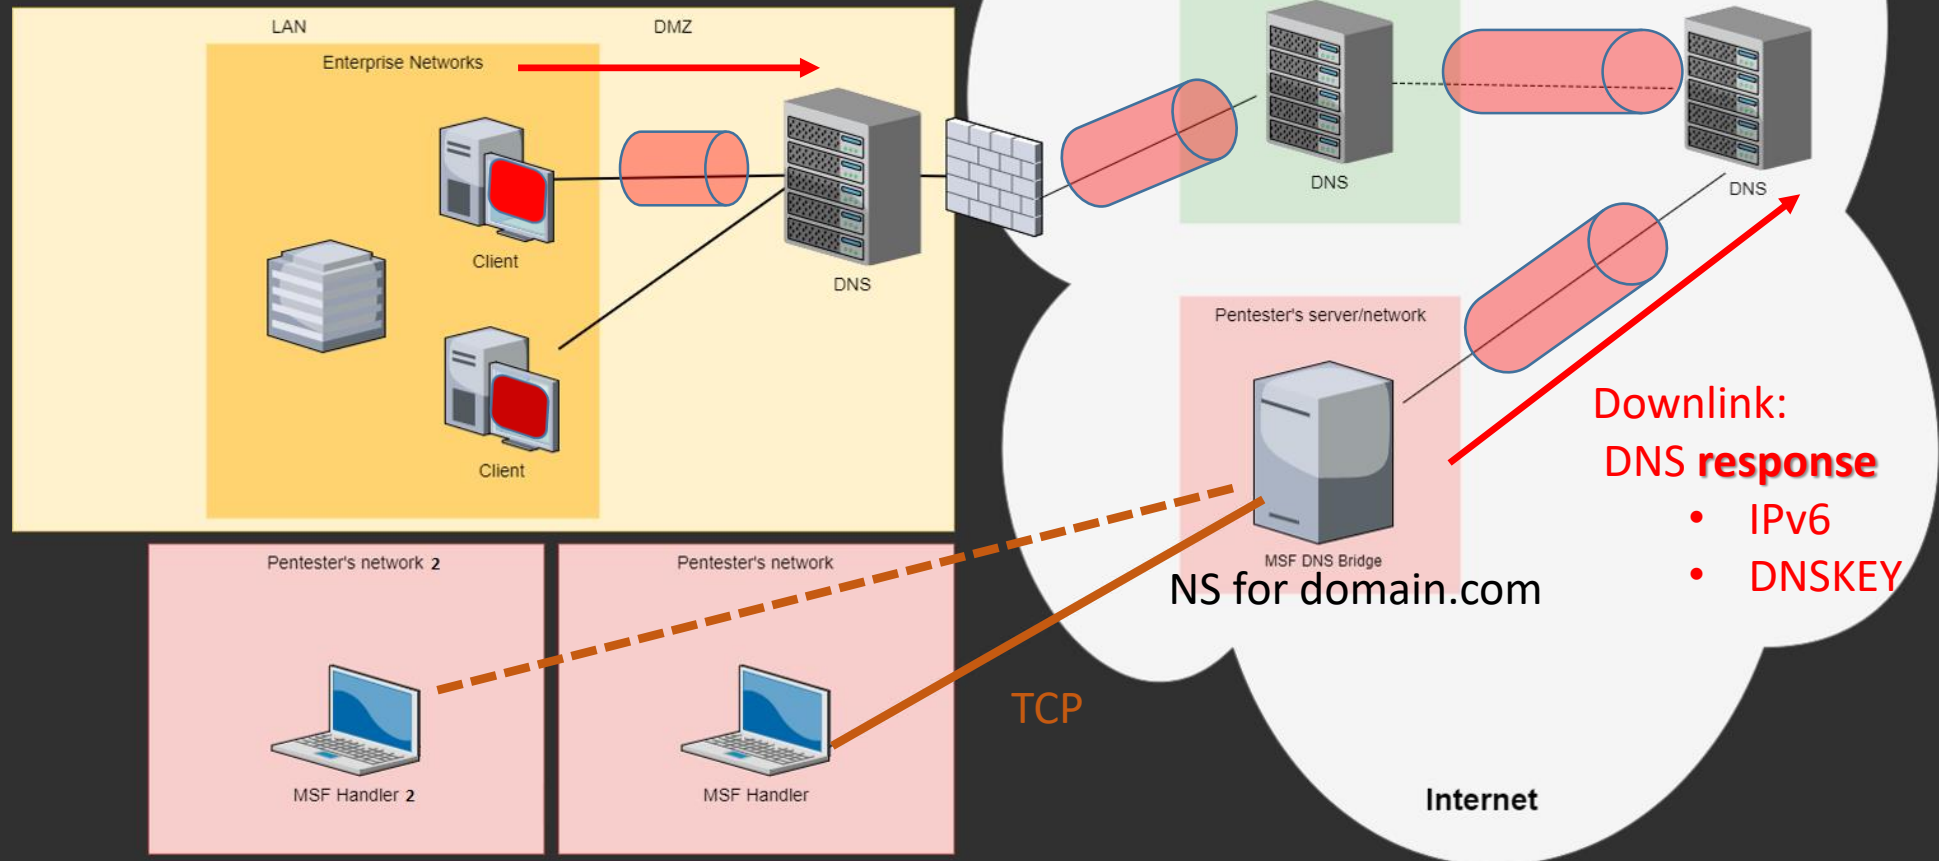 LAN
DMZ
Enterprise Networks
Client
DNS
Client
DNS
DNS
Pentester's server/network
MSF DNS Bridge
NS for domain.com
Downlink:
DNS response
• IPv6
• DNSKEY
Pentester's network 2
Pentester's network
TCP
MSF Handler 2
MSF Handler
Internet